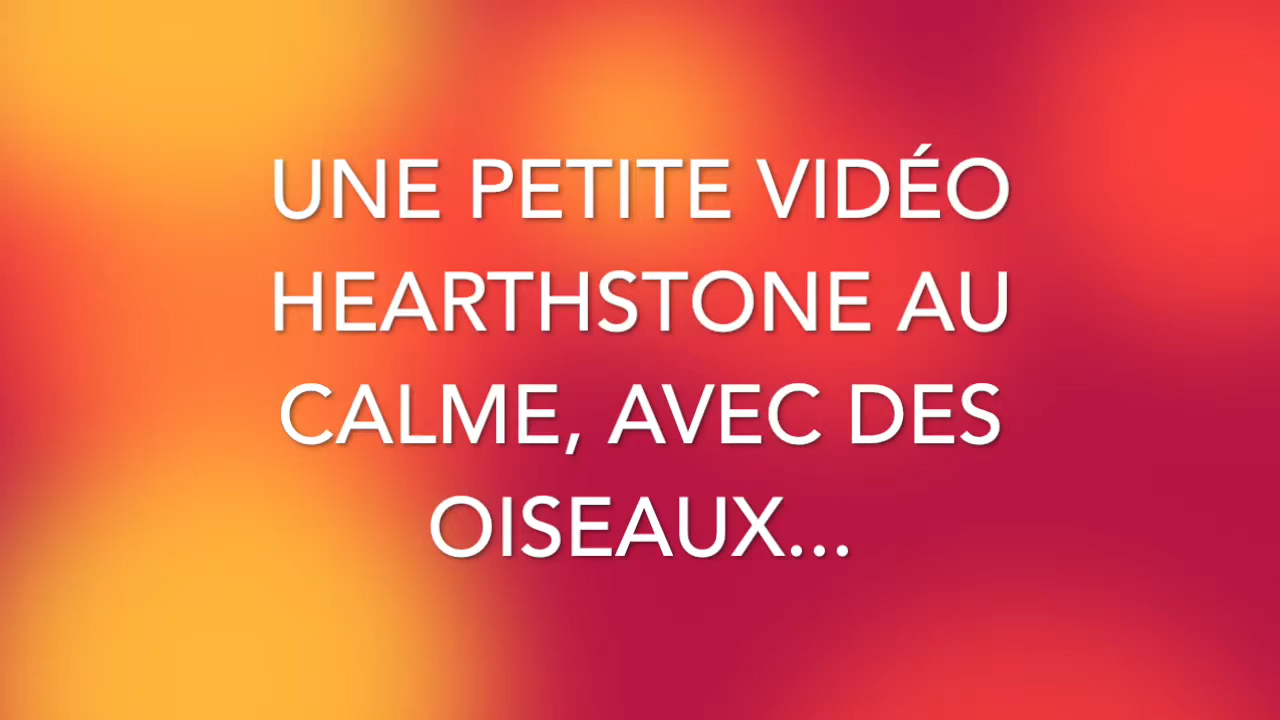 UNE PETITE VIDÉO
HEARTHSTONE AU
CALME, AVEC DES
OISEAUX...